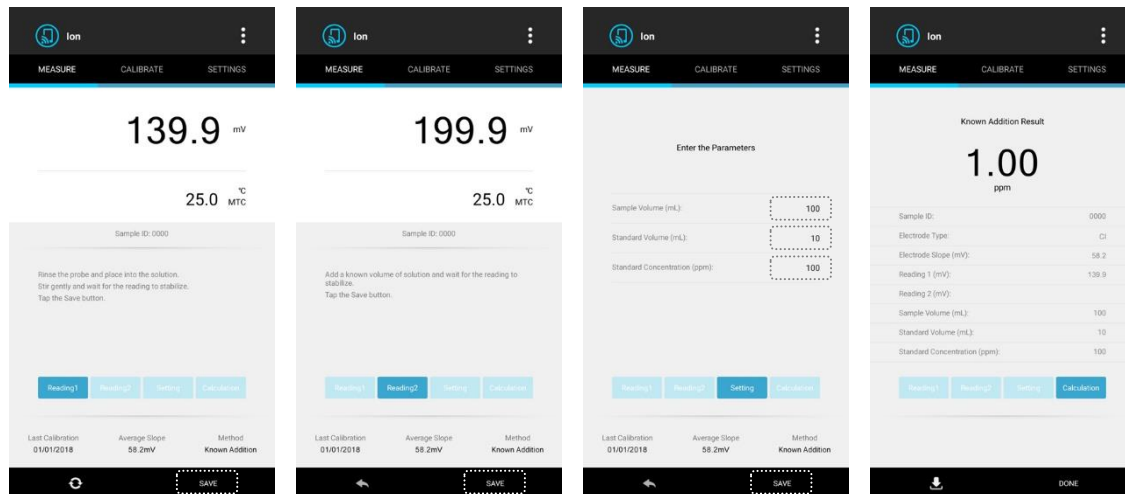 Ion
MEASURE CALIBRATE SETTINGS
139.9 mV
25.0 °C MTC
Sample ID: 0000
Rinse the probe and place into the solution.
Stir gently and wait for the reading to stabilize.
Tap the Save button.
Reading1 Reading2 Setting Calculation
Last Calibration Average Slope Method
01/01/2018 58.2mV Known Addition
SAVE
Ion
MEASURE CALIBRATE SETTINGS
199.9 mV
25.0 °C MTC
Sample ID: 0000
Add a known volume of solution and wait for the reading to
stabilize.
Tap the Save button.
Reading1 Reading2 Setting Calculation
Last Calibration Average Slope Method
01/01/2018 58.2mV Known Addition
SAVE
Ion
MEASURE CALIBRATE SETTINGS
Enter the Parameters
Sample Volume (mL): 100
Standard Volume (mL): 10
Standard Concentration (ppm): 100
Reading1 Reading2 Setting Calculation
Last Calibration Average Slope Method
01/01/2018 58.2mV Known Addition
SAVE
Ion
MEASURE CALIBRATE SETTINGS
Known Addition Result
1.00
ppm
Sample ID: 0000
Electrode Type: Cl
Electrode Slope (mV): 58.2
Reading 1 (mV): 139.9
Reading 2 (mV):
Sample Volume (mL): 100
Standard Volume (mL): 10
Standard Concentration (ppm): 100
Reading1 Reading2 Setting Calculation
DONE